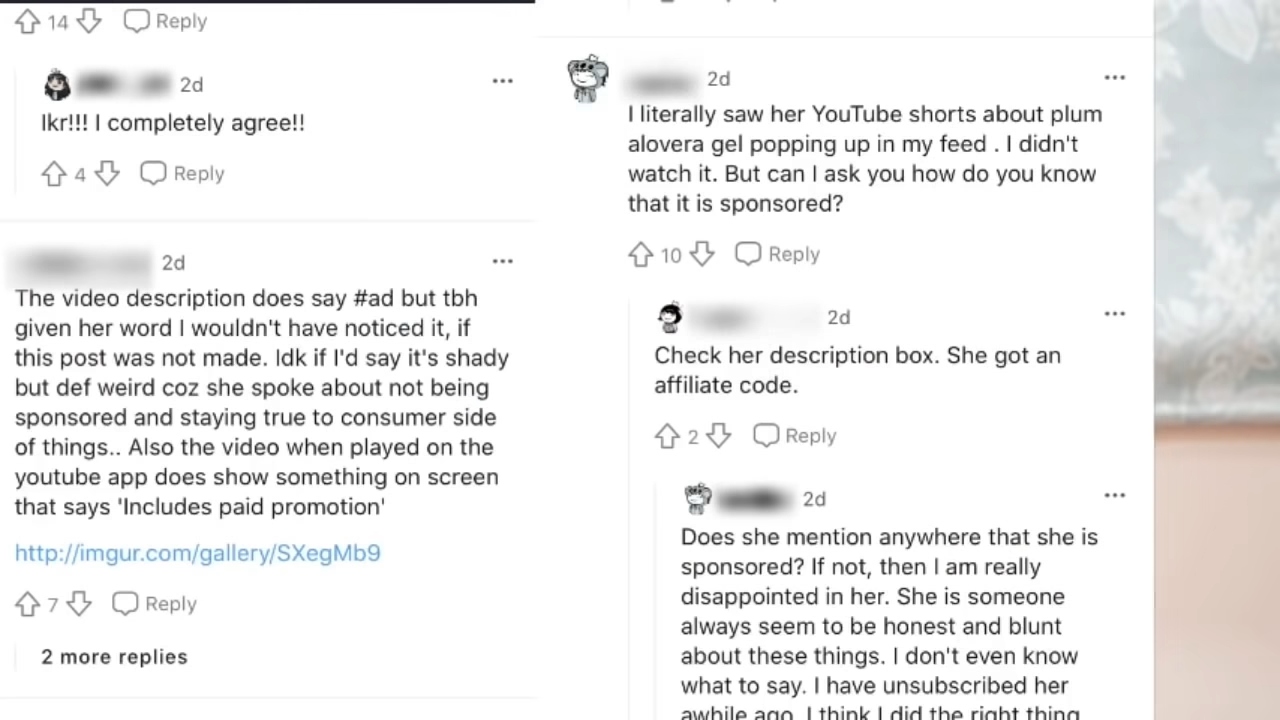 14 Reply
2d
Ikr!!! I completely agree!!
4 Reply
2d
The video description does say #ad but tbh
given her word I wouldn't have noticed it, if
this post was not made. Idk if I'd say it's shady
but def weird coz she spoke about not being
sponsored and staying true to consumer side
of things.. Also the video when played on the
youtube app does show something on screen
that says 'Includes paid promotion'
http://imgur.com/gallery/SXegMb9
7 Reply
2 more replies
2d
I literally saw her YouTube shorts about plum
alovera gel popping up in my feed . I didn't
watch it. But can I ask you how do you know
that it is sponsored?
10 Reply
2d
Check her description box. She got an
affiliate code.
2 Reply
2d
Does she mention anywhere that she is
sponsored? If not, then I am really
disappointed in her. She is someone
always seem to be honest and blunt
about these things. I don't even know
what to say. I have unsubscribed her
awhile ago. I think I did the right thing